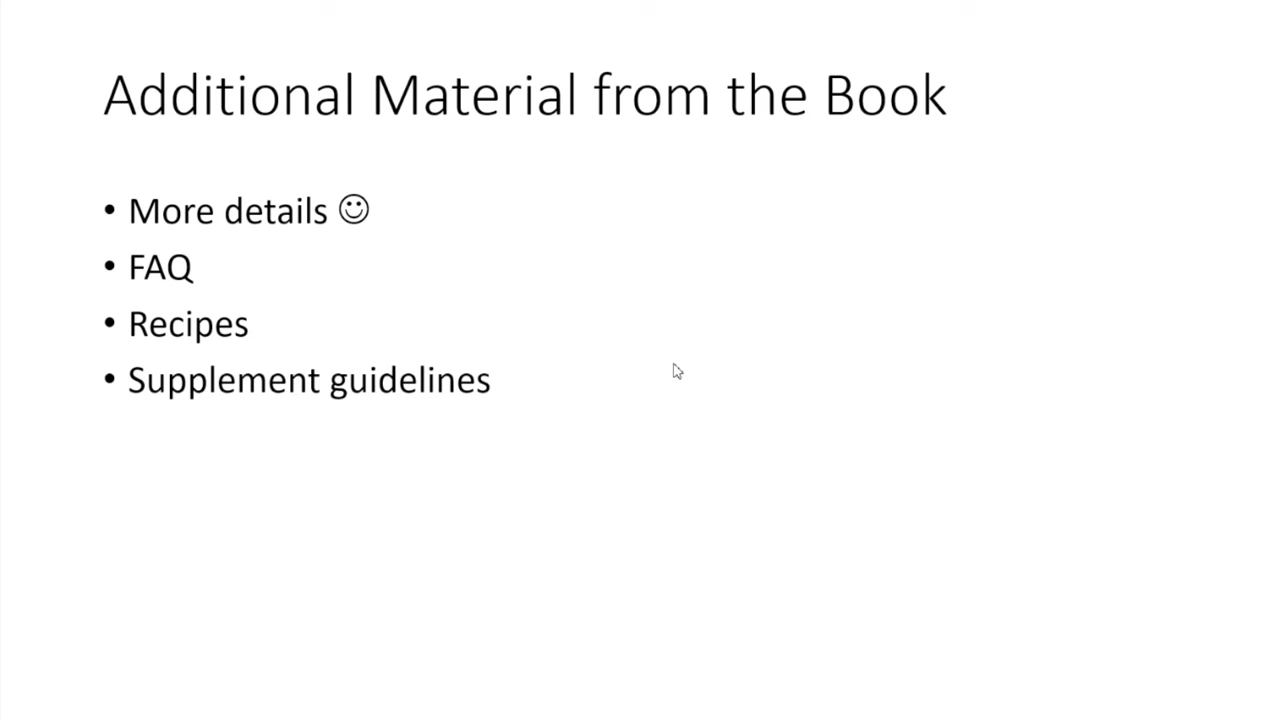 Additional Material from the Book
• More details ☺
• FAQ
• Recipes
• Supplement guidelines